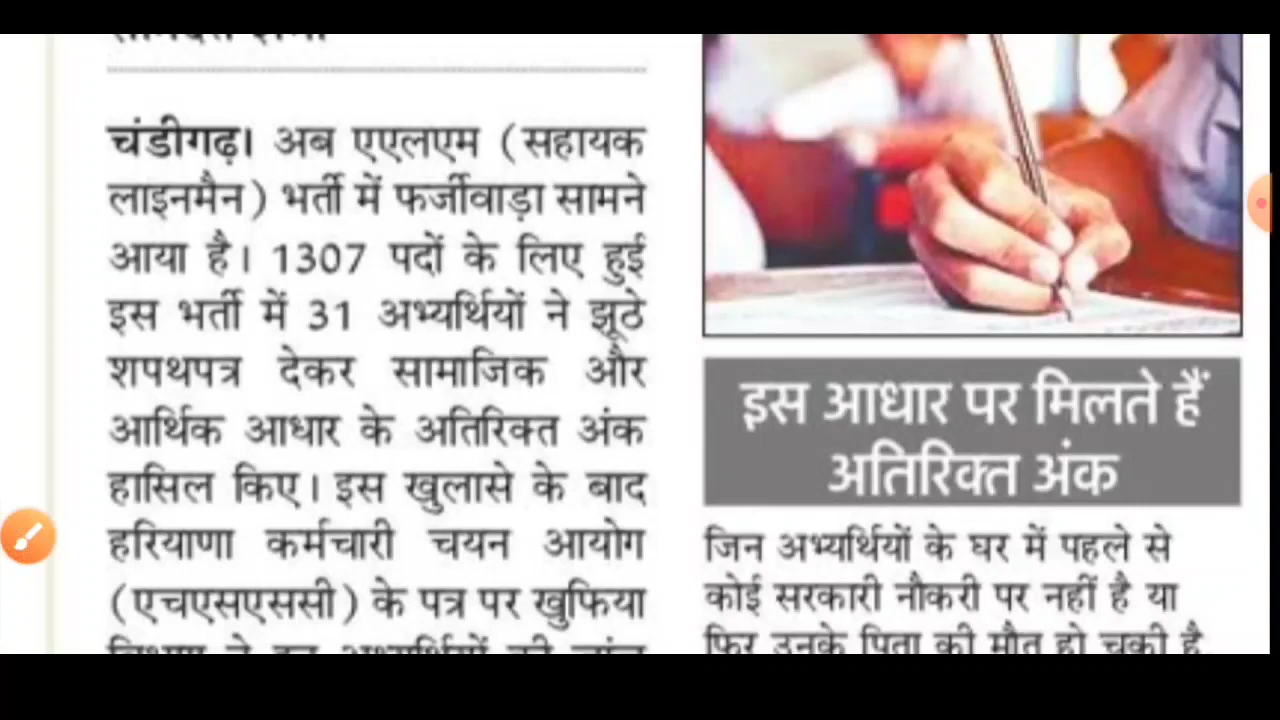 चंडीगढ़। अब एएलएम (सहायक
लाइनमैन) भर्ती में फर्जीवाड़ा सामने
आया है। 1307 पदों के लिए हुई
इस भर्ती में 31 अभ्यर्थियों ने झूठे
शपथपत्र देकर सामाजिक और
आर्थिक आधार के अतिरिक्त अंक
हासिल किए। इस खुलासे के बाद
हरियाणा कर्मचारी चयन आयोग
(एचएसएससी) के पत्र पर खुफिया
इस आधार पर मिलते हैं
अतिरिक्त अंक
जिन अभ्यर्थियों के घर में पहले से
कोई सरकारी नौकरी पर नहीं है या
फिर उनके पिता की मौत हो चुकी है